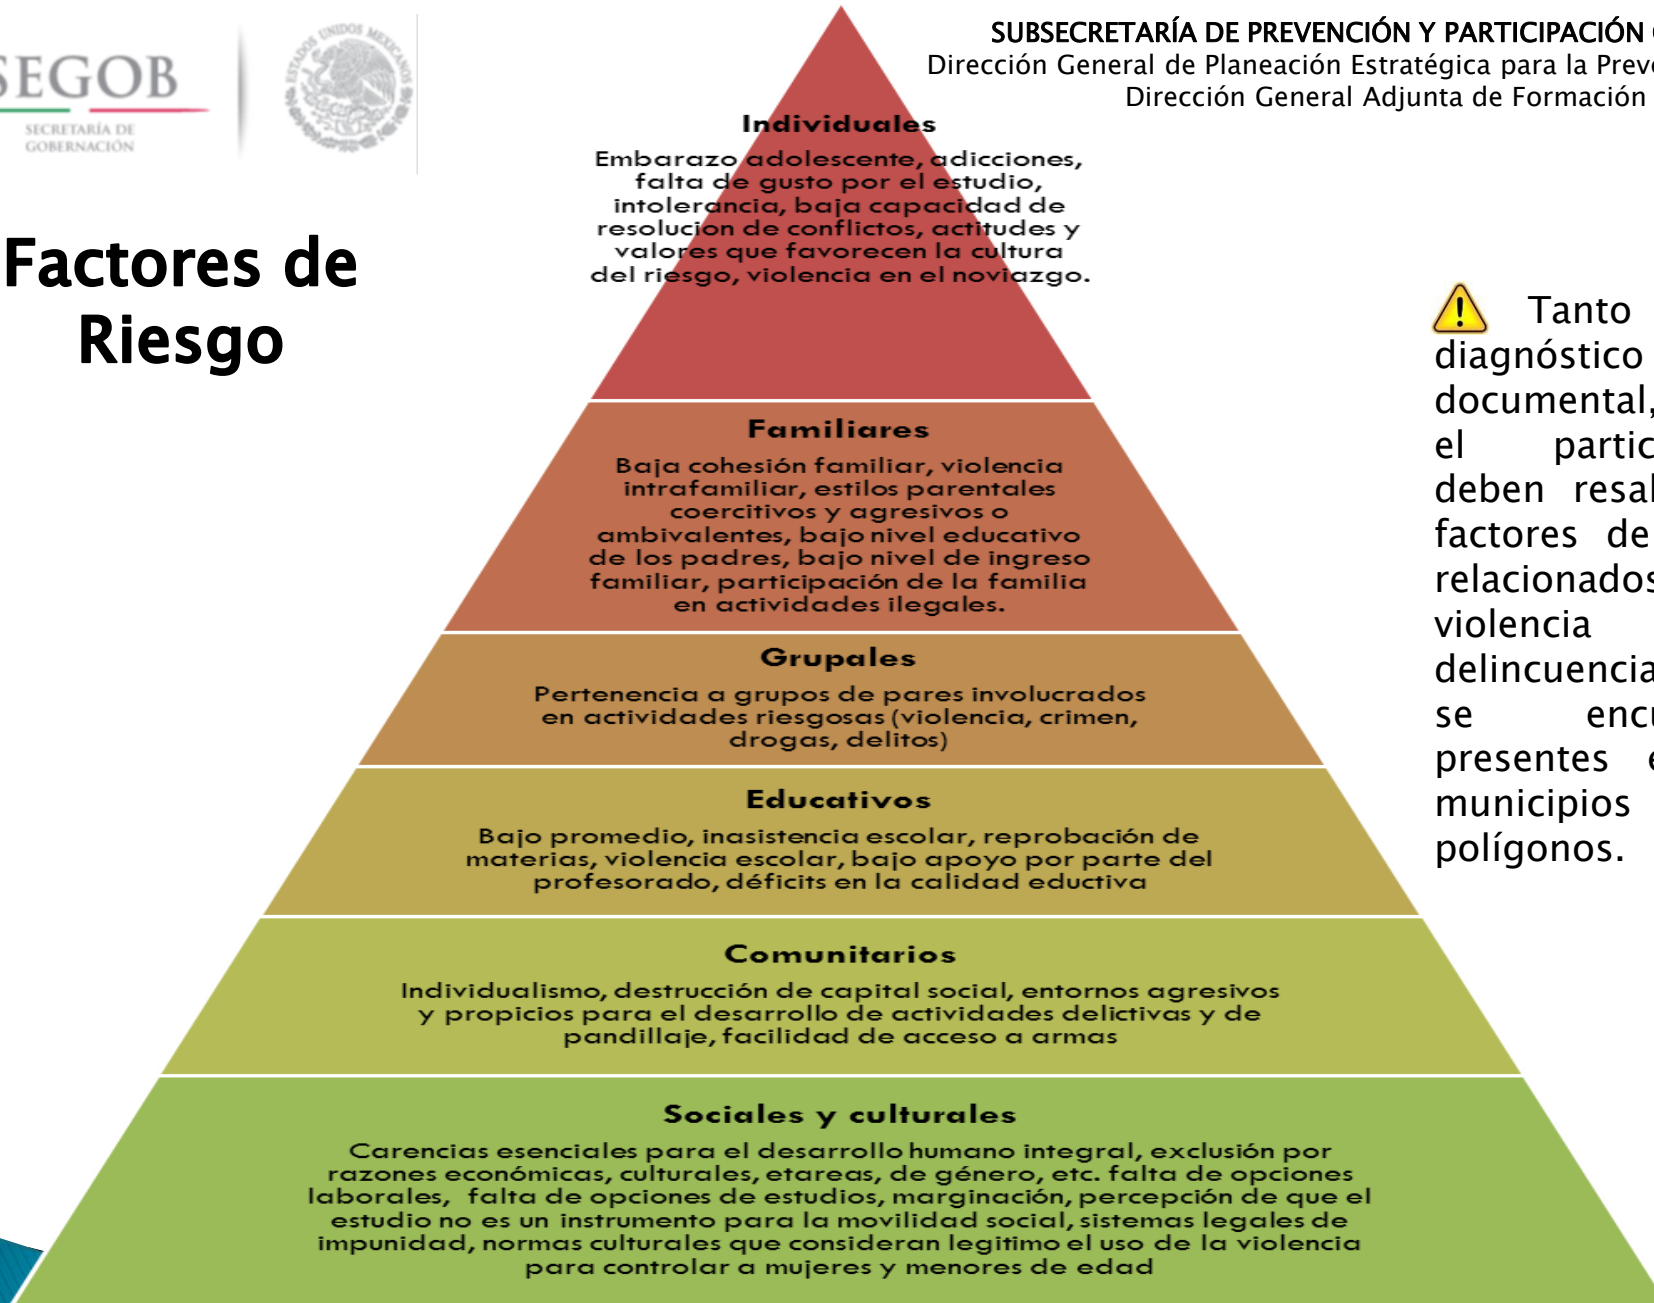 SEGOB
SECRETARÍA DE
GOBERNACIÓN
ESTADOS UNIDOS MEXICANOS
SUBSECRETARÍA DE PREVENCIÓN Y PARTICIPACIÓN
Dirección General de Planeación Estratégica para la
Dirección General Adjunta de Formación
Factores de
Riesgo
Individuales
Embarazo adolescente, adicciones,
falta de gusto por el estudio,
intolerancia, baja capacidad de
resolución de conflictos, actitudes y
valores que favorecen la cultura
del riesgo, violencia en el noviazgo.
Familiares
Baja cohesión familiar, violencia
intrafamiliar, estilos parentales
coercitivos y agresivos o
ambivalentes, bajo nivel educativo
de los padres, bajo nivel de ingreso
familiar, participación de la familia
en actividades ilegales.
Grupales
Pertenencia a grupos de pares involucrados
en actividades riesgosas (violencia, crimen,
drogas, delitos)
Educativos
Bajo promedio, inasistencia escolar, reprobación de
materias, violencia escolar, bajo apoyo por parte del
profesorado, déficits en la calidad eductiva
Comunitarios
Individualismo, destrucción de capital social, entornos agresivos
y propicios para el desarrollo de actividades delictivas y de
pandillaje, facilidad de acceso a armas
Sociales y culturales
Carencias esenciales para el desarrollo humano integral, exclusión por
razones económicas, culturales, etareas, de género, etc. falta de opciones
laborales, falta de opciones de estudios, marginación, percepción de que el
estudio no es un instrumento para la movilidad social, sistemas legales de
impunidad, normas culturales que consideran legitimo el uso de la violencia
para controlar a mujeres y menores de edad
Tanto
diagnóstico
documental,
el
deben
factores de
relacionados
violencia
delincuencia
se
presentes
municipios
polígonos.